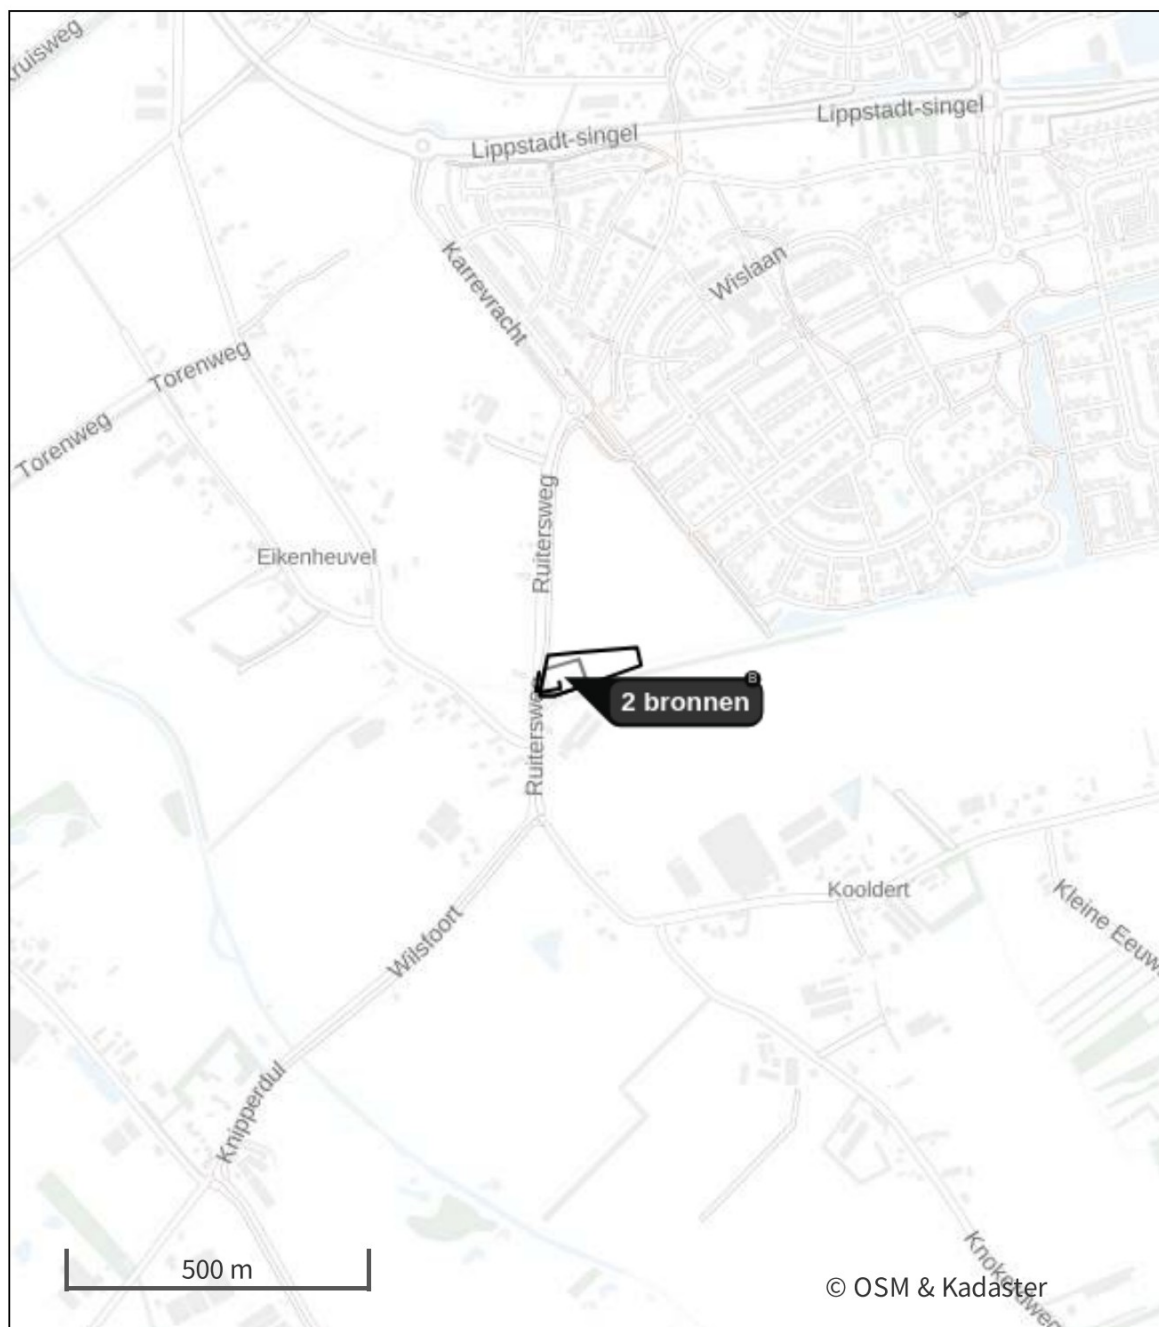 Kruisweg
Lippstadt-singel
Lippstadt-singel
Karrevracht
Wislaan
Torenweg
Torenweg
Ruitersweg
Eikenheuvel
B
2 bronnen
Ruitersweg
Kooldert
Kleine Eeuw
Wilsfoort
Knipperdul
500 m
© OSM & Kadaster